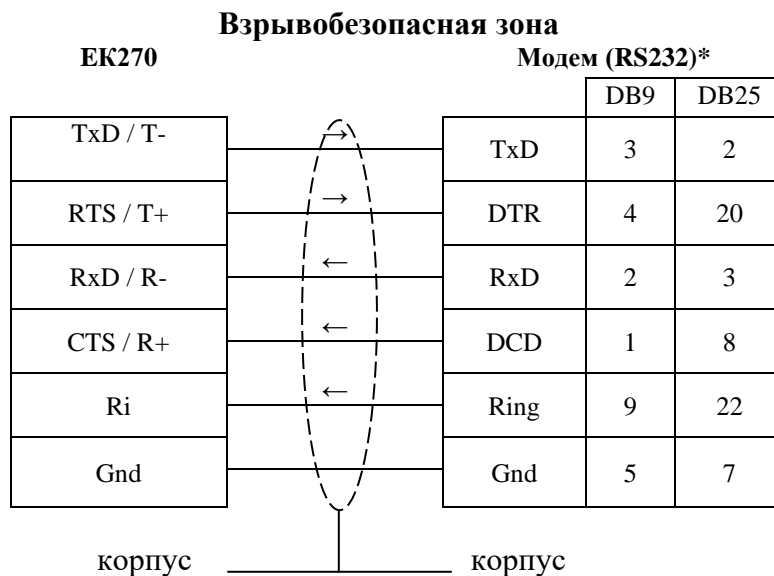 Взрывобезопасная зона
ЕК270 Модем (RS232)*
DB9 DB25
TxD / T- → TxD 3 2
RTS / T+ → DTR 4 20
RxD / R- ← RxD 2 3
CTS / R+ ← DCD 1 8
Ri ← Ring 9 22
Gnd Gnd 5 7
корпус корпус